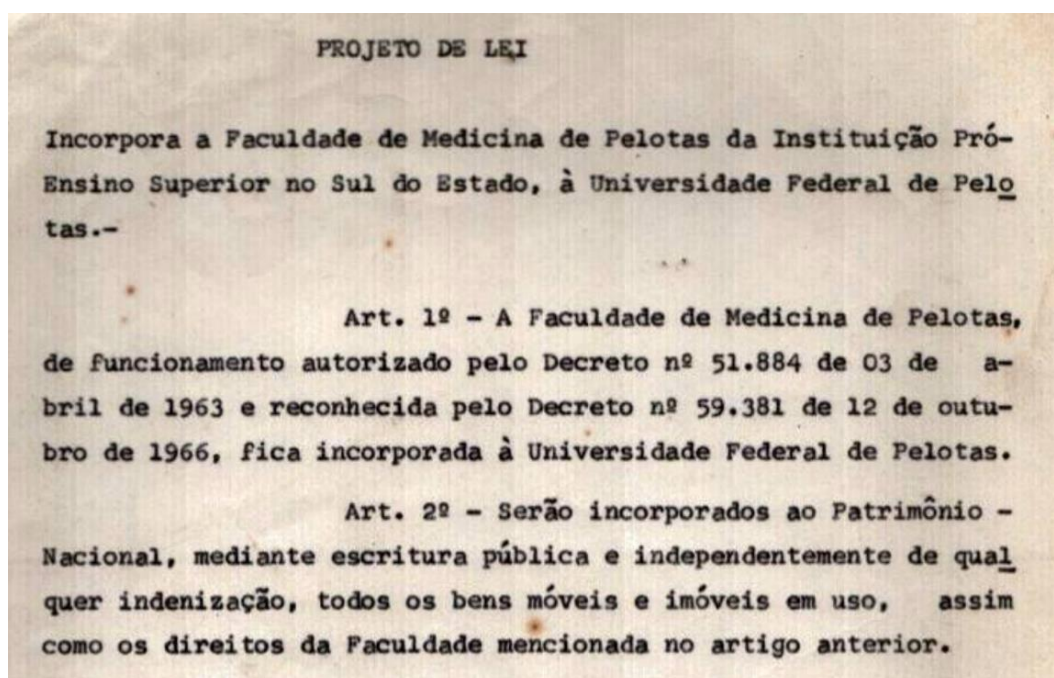 PROJETO DE LEI
Incorpora a Faculdade de Medicina de Pelotas da Instituição Pró-
Ensino Superior no Sul do Estado, à Universidade Federal de Pelo
tas.-
Art. 1º - A Faculdade de Medicina de Pelotas,
de funcionamento autorizado pelo Decreto nº 51.884 de 03 de a-
bril de 1963 e reconhecida pelo Decreto nº 59.381 de 12 de outu-
bro de 1966, fica incorporada à Universidade Federal de Pelotas.
Art. 2º - Serão incorporados ao Patrimônio -
Nacional, mediante escritura pública e independentemente de qual
quer indenização, todos os bens móveis e imóveis em uso, assim
como os direitos da Faculdade mencionada no artigo anterior.